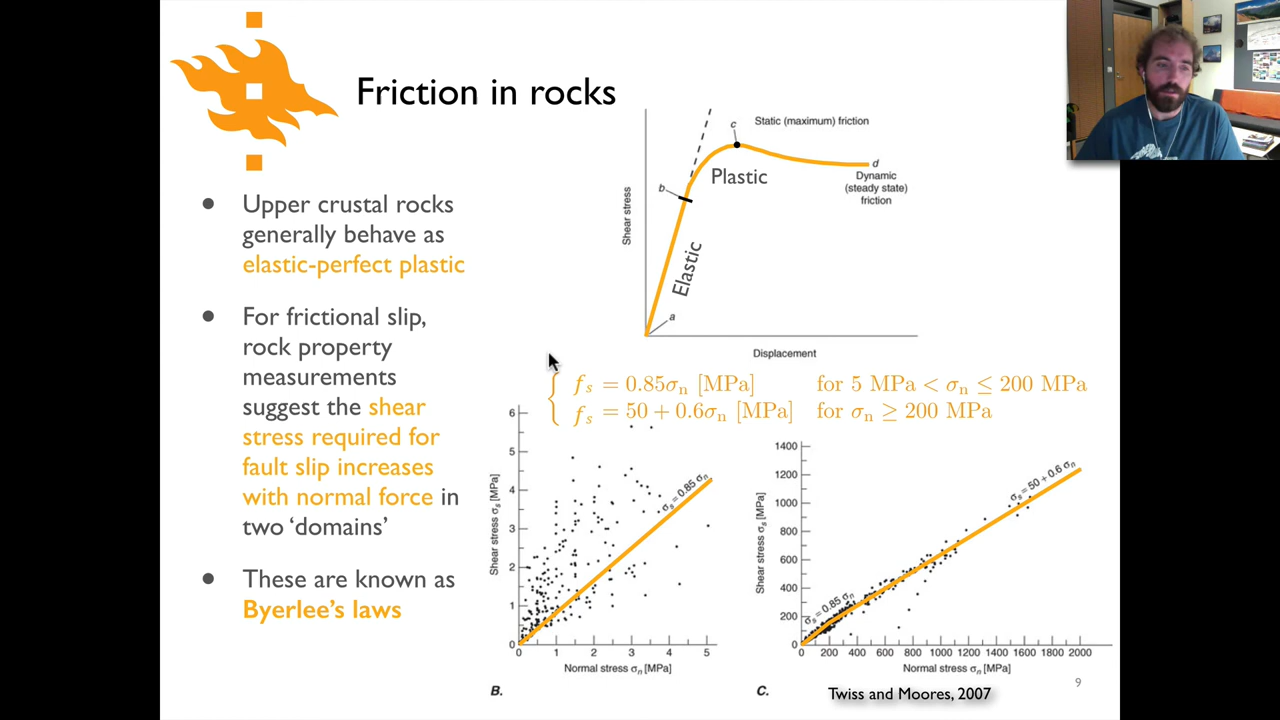 Friction in rocks
Upper crustal rocks
generally behave as
elastic-perfect plastic
For frictional slip,
rock property
measurements
suggest the shear
stress required for
fault slip increases
with normal force in
two ‘domains’
These are known as
Byerlee’s laws
c
Static (maximum) friction
Plastic
d
Dynamic
(steady state)
friction
b
Shear stress
Elastic
a
Displacement
fₛ = 0.85σₙ [MPa] for 5 MPa < σₙ ≤ 200 MPa
fₛ = 50 + 0.6σₙ [MPa] for σₙ ≥ 200 MPa
6
5
4
3
2
1
0
Shear stress σₛ [MPa]
σₛ = 0.85 σₙ
0 1 2 3 4 5
Normal stress σₙ [MPa]
B.
1400
1200
1000
800
600
400
200
0
Shear stress σₛ [MPa]
σₛ = 50 + 0.6 σₙ
σₛ = 0.85 σₙ
0 200 400 600 800 1000 1200 1400 1600 1800 2000
Normal stress σₙ [MPa]
C.
Twiss and Moores, 2007
9